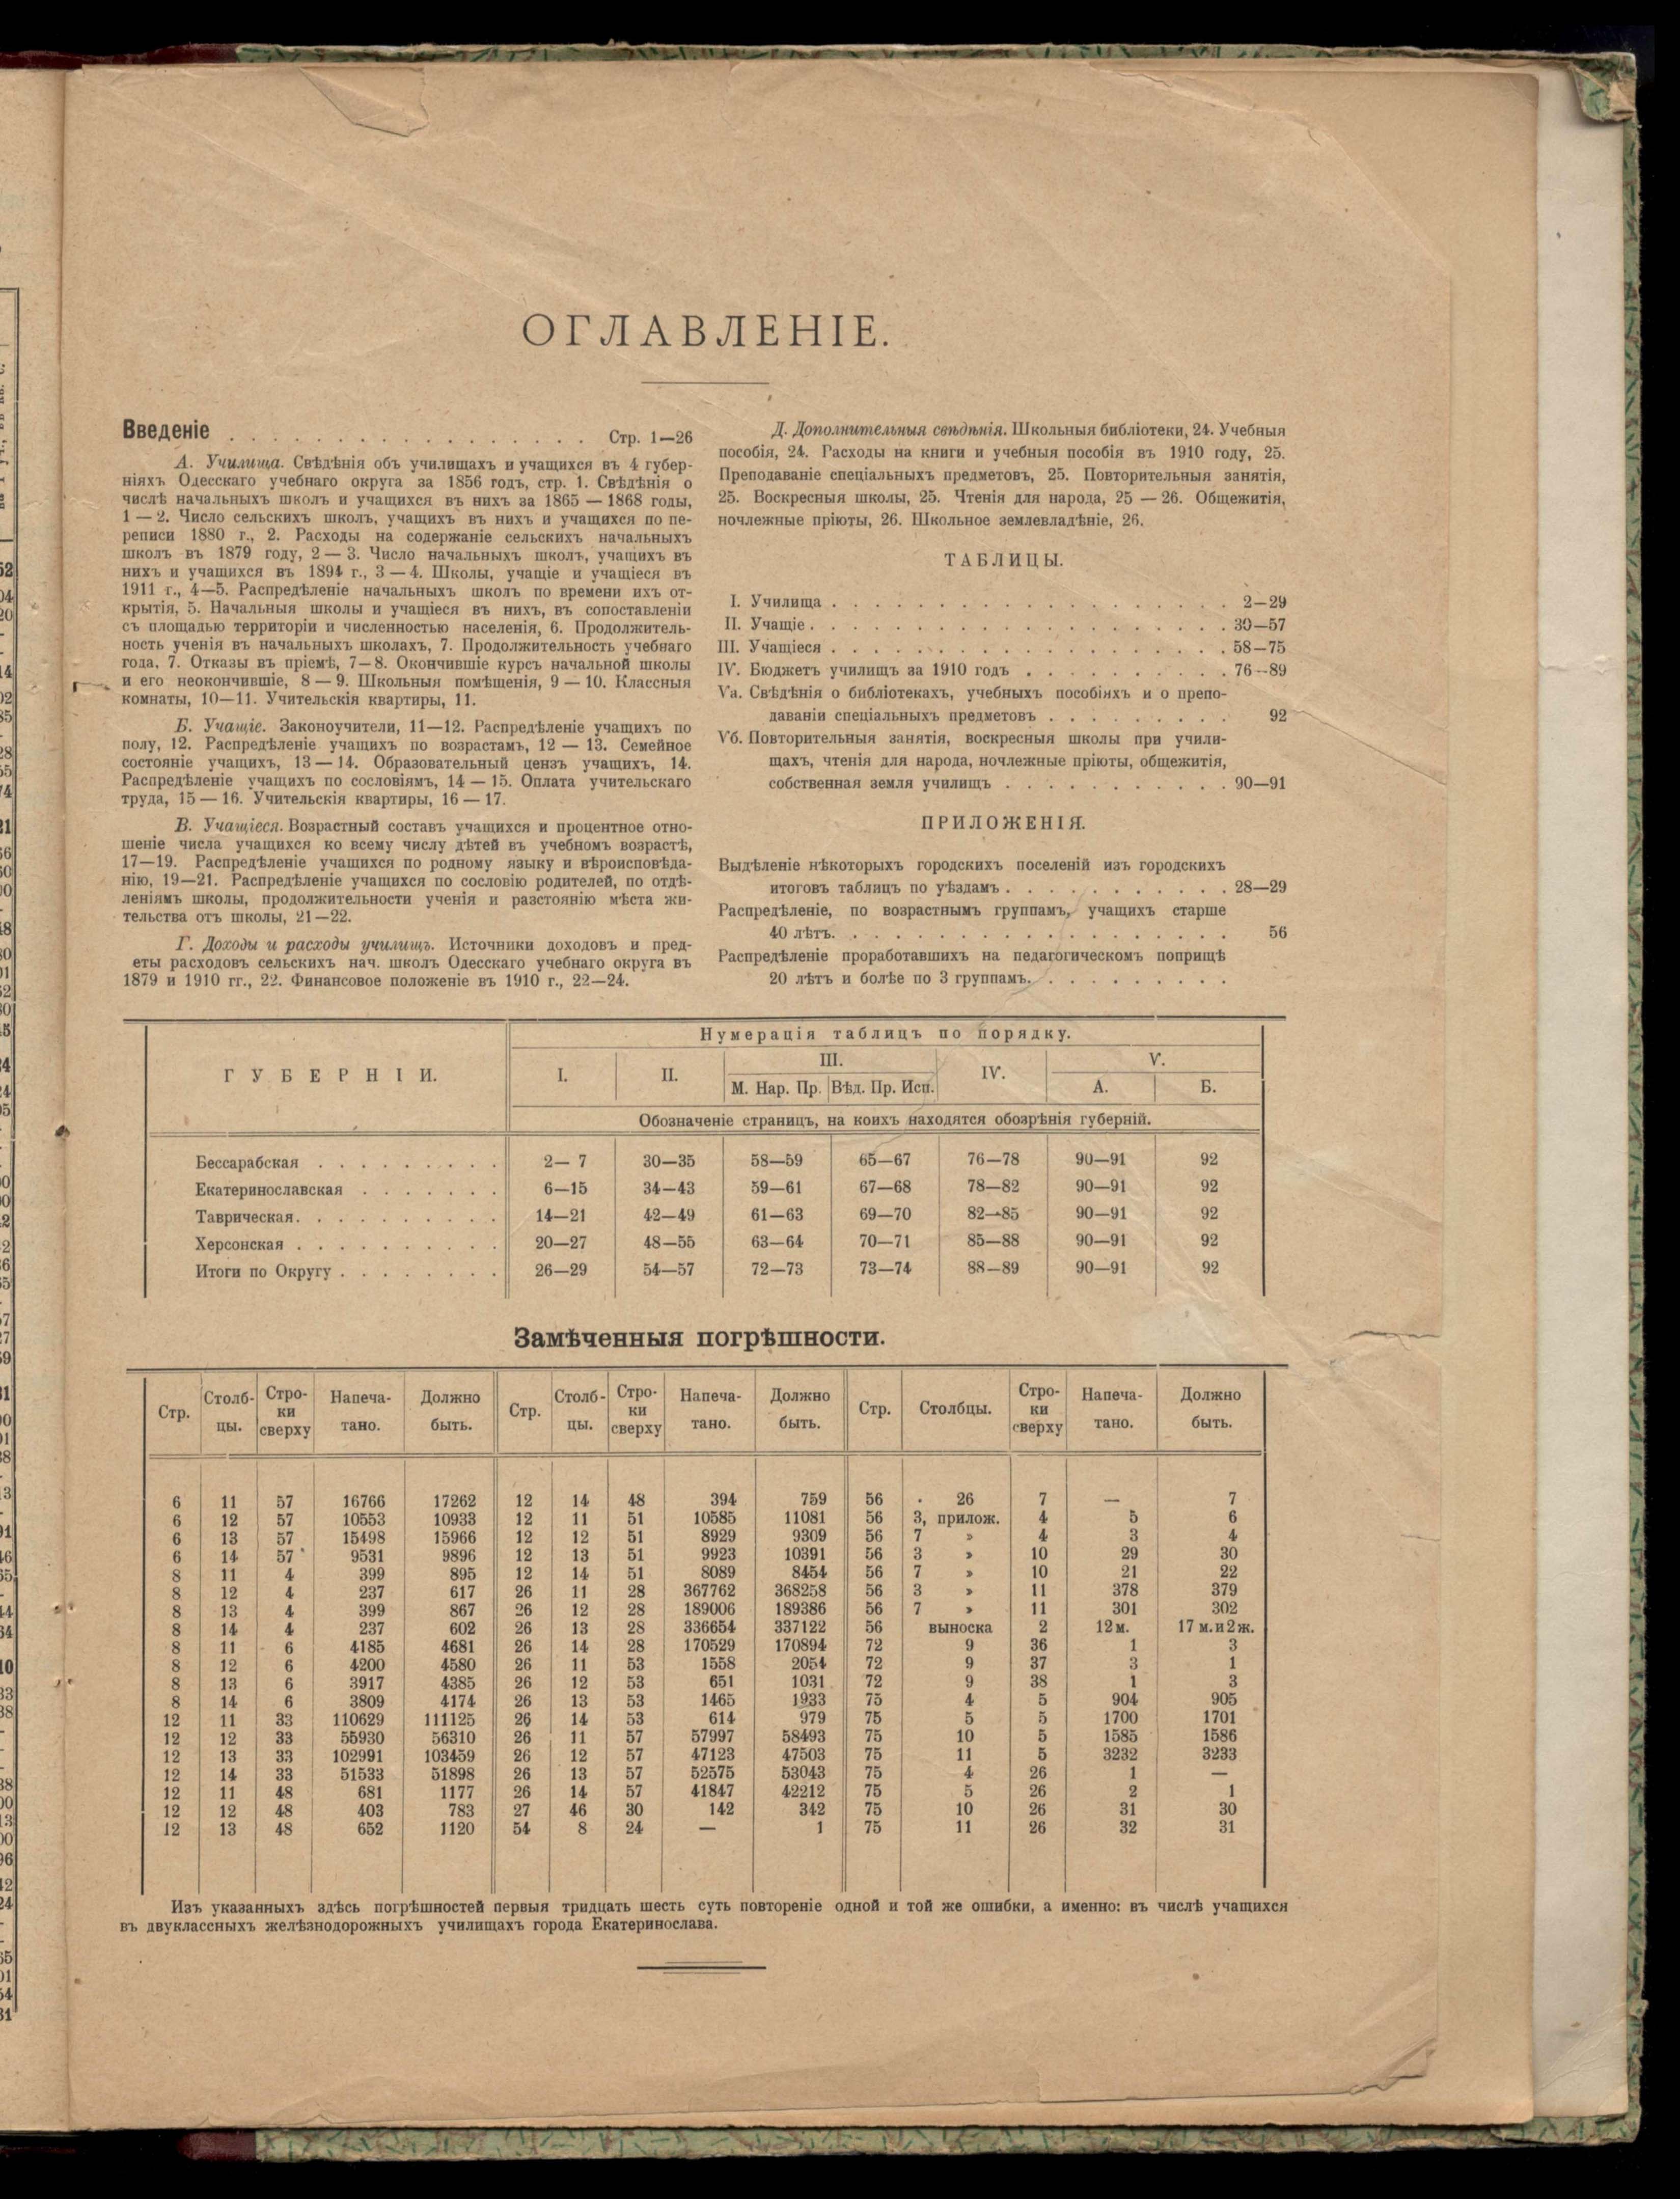 ОГЛАВЛЕНІЕ.
Введеніе . . . . . . . . . . . . . . . . . Стр. 1—26
А. Училища. Свѣдѣнія объ училищахъ и учащихся въ 4 губер-
ніяхъ Одесскаго учебнаго округа за 1856 годъ, стр. 1. Свѣдѣнія о
числѣ начальныхъ школъ и учащихся въ нихъ за 1865 — 1868 годы,
1 — 2. Число сельскихъ школъ, учащихъ въ нихъ и учащихся по пе-
реписи 1880 г., 2. Расходы на содержаніе сельскихъ начальныхъ
школъ въ 1879 году, 2 — 3. Число начальныхъ школъ, учащихъ въ
нихъ и учащихся въ 1894 г., 3 — 4. Школы, учащіе и учащіеся въ
1911 г., 4—5. Распредѣленіе начальныхъ школъ по времени ихъ от-
крытія, 5. Начальныя школы и учащіеся въ нихъ, въ сопоставленіи
съ площадью территоріи и численностью населенія, 6. Продолжитель-
ность ученія въ начальныхъ школахъ, 7. Продолжительность учебнаго
года, 7. Отказы въ пріемѣ, 7—8. Окончившіе курсъ начальной школы
и его неокончившіе, 8 — 9. Школьныя помѣщенія, 9 — 10. Классныя
комнаты, 10—11. Учительскія квартиры, 11.
Б. Учащіе. Законоучители, 11—12. Распредѣленіе учащихъ по
полу, 12. Распредѣленіе учащихъ по возрастамъ, 12 — 13. Семейное
состояніе учащихъ, 13 — 14. Образовательный цензъ учащихъ, 14.
Распредѣленіе учащихъ по сословіямъ, 14 — 15. Оплата учительскаго
труда, 15 — 16. Учительскія квартиры, 16 — 17.
В. Учащіеся. Возрастный составъ учащихся и процентное отно-
шеніе числа учащихся ко всему числу дѣтей въ учебномъ возрастѣ,
17—19. Распредѣленіе учащихся по родному языку и вѣроисповѣда-
нію, 19—21. Распредѣленіе учащихся по сословію родителей, по отдѣ-
леніямъ школы, продолжительности ученія и разстоянію мѣста жи-
тельства отъ школы, 21—22.
Г. Доходы и расходы училищъ. Источники доходовъ и пред-
еты расходовъ сельскихъ нач. школъ Одесскаго учебнаго округа въ
1879 и 1910 гг., 22. Финансовое положеніе въ 1910 г., 22—24.
Д. Дополнительныя свѣдѣнія. Школьныя библіотеки, 24. Учебныя
пособія, 24. Расходы на книги и учебныя пособія въ 1910 году, 25.
Преподаваніе спеціальныхъ предметовъ, 25. Повторительныя занятія,
25. Воскресныя школы, 25. Чтенія для народа, 25 — 26. Общежитія,
ночлежные пріюты, 26. Школьное землевладѣніе, 26.
ТАБЛИЦЫ.
I. Училища . . . . . . . . . . . . . . . . . 2—29
II. Учащіе . . . . . . . . . . . . . . . . . 30—57
III. Учащіеся . . . . . . . . . . . . . . . . 58—75
IV. Бюджетъ училищъ за 1910 годъ . . . . . . . . . . 76—89
Vа. Свѣдѣнія о библіотекахъ, учебныхъ пособіяхъ и о препо-
даваніи спеціальныхъ предметовъ . . . . . . . . . 92
Vб. Повторительныя занятія, воскресныя школы при учили-
щахъ, чтенія для народа, ночлежные пріюты, общежитія,
собственная земля училищъ . . . . . . . . . . . 90—91
ПРИЛОЖЕНІЯ.
Выдѣленіе нѣкоторыхъ городскихъ поселеній изъ городскихъ
итоговъ таблицъ по уѣздамъ . . . . . . . . . . . 28—29
Распредѣленіе, по возрастнымъ группамъ, учащихъ старше
40 лѣтъ. . . . . . . . . . . . . . . . . . . 56
Распредѣленіе проработавшихъ на педагогическомъ поприщѣ
20 лѣтъ и болѣе по 3 группамъ. . . . . . . . . .
ГУБЕРНІИ. Нумерація таблицъ по порядку.
I. II. III. IV. V.
М. Нар. Пр. Вѣд. Пр. Исп. А. Б.
Обозначеніе страницъ, на коихъ находятся обозрѣнія губерній.
Бессарабская . . . . . . . . . 2— 7 30—35 58—59 65—67 76—78 90—91 92
Екатеринославская . . . . . . . 6—15 34—43 59—61 67—68 78—82 90—91 92
Таврическая. . . . . . . . . . 14—21 42—49 61—63 69—70 82—85 90—91 92
Херсонская . . . . . . . . . . 20—27 48—55 63—64 70—71 85—88 90—91 92
Итоги по Округу . . . . . . . . 26—29 54—57 72—73 73—74 88—89 90—91 92
Замѣченныя погрѣшности.
Стр. Столб-цы. Стро-ки сверху Напеча-тано. Должно быть. Стр. Столб-цы. Стро-ки сверху Напеча-тано. Должно быть. Стр. Столбцы. Стро-ки сверху Напеча-тано. Должно быть.
6 11 57 16766 17262 12 14 48 394 759 56 26 7 — 7
6 12 57 10553 10933 12 11 51 10585 11081 56 3, прилож. 4 5 6
6 13 57 15498 15966 12 12 51 8929 9309 56 7 » 4 3 4
6 14 57 9531 9896 12 13 51 9923 10391 56 3 » 10 29 30
8 11 4 399 895 12 14 51 8089 8454 56 7 » 10 21 22
8 12 4 237 617 26 11 28 367762 368258 56 3 » 11 378 379
8 13 4 399 867 26 12 28 189006 189386 56 7 » 11 301 302
8 14 4 237 602 26 13 28 336654 337122 56 выноска 2 12 м. 17 м. и 2 ж.
8 11 6 4185 4681 26 14 28 170529 170894 72 9 36 1 3
8 12 6 4200 4580 26 11 53 1558 2054 72 9 37 3 1
8 13 6 3917 4385 26 12 53 651 1031 72 9 38 1 3
8 14 6 3809 4174 26 13 53 1465 1933 75 4 5 904 905
12 11 33 110629 111125 26 14 53 614 979 75 5 5 1700 1701
12 12 33 55930 56310 26 11 57 57997 58493 75 10 5 1585 1586
12 13 33 102991 103459 26 12 57 47123 47503 75 11 5 3232 3233
12 14 33 51533 51898 26 13 57 52575 53043 75 4 26 1 —
12 11 48 681 1177 26 14 57 41847 42212 75 5 26 2 1
12 12 48 403 783 27 46 30 142 342 75 10 26 31 30
12 13 48 652 1120 54 8 24 — 1 75 11 26 32 31
Изъ указанныхъ здѣсь погрѣшностей первыя тридцать шесть суть повтореніе одной и той же ошибки, а именно: въ числѣ учащихся
въ двуклассныхъ желѣзнодорожныхъ училищахъ города Екатеринослава.